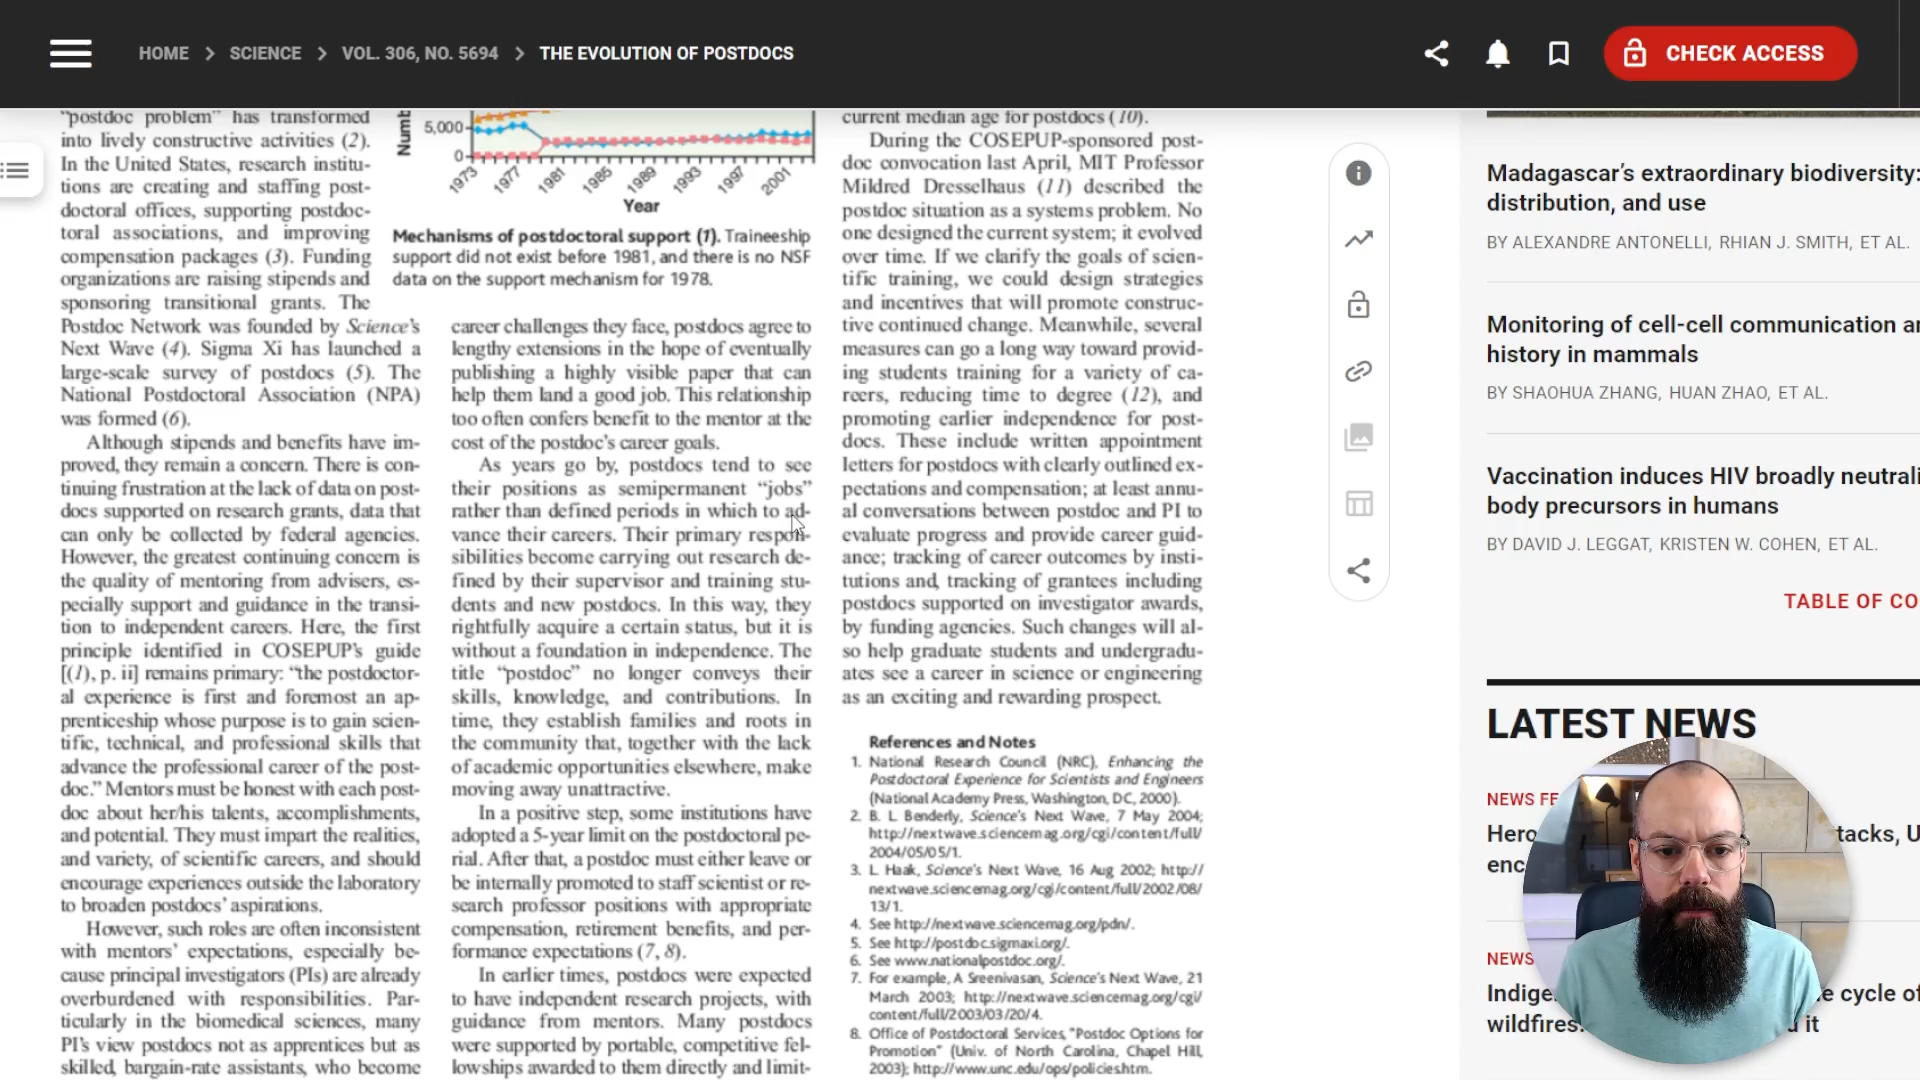 HOME > SCIENCE > VOL. 306, NO. 5694 > THE EVOLUTION OF POSTDOCS
CHECK ACCESS
“postdoc problem” has transformed
into lively constructive activities (2).
In the United States, research institu-
tions are creating and staffing post-
doctoral offices, supporting postdoc-
toral associations, and improving
compensation packages (3). Funding
organizations are raising stipends and
sponsoring transitional grants. The
Postdoc Network was founded by Science’s
Next Wave (4). Sigma Xi has launched a
large-scale survey of postdocs (5). The
National Postdoctoral Association (NPA)
was formed (6).
Although stipends and benefits have im-
proved, they remain a concern. There is con-
tinuing frustration at the lack of data on post-
docs supported on research grants, data that
can only be collected by federal agencies.
However, the greatest continuing concern is
the quality of mentoring from advisers, es-
pecially support and guidance in the transi-
tion to independent careers. Here, the first
principle identified in COSEPUP’s guide
[(1), p. ii] remains primary: “the postdoctor-
al experience is first and foremost an ap-
prenticeship whose purpose is to gain scien-
tific, technical, and professional skills that
advance the professional career of the post-
doc.” Mentors must be honest with each post-
doc about her/his talents, accomplishments,
and potential. They must impart the realities,
and variety, of scientific careers, and should
encourage experiences outside the laboratory
to broaden postdocs’ aspirations.
However, such roles are often inconsistent
with mentors’ expectations, especially be-
cause principal investigators (PIs) are already
overburdened with responsibilities. Par-
ticularly in the biomedical sciences, many
PI’s view postdocs not as apprentices but as
skilled, bargain-rate assistants, who become
Numb
5,000
0
1973
1977
1981
1985
1989
1993
1997
2001
Year
Mechanisms of postdoctoral support (1). Traineeship
support did not exist before 1981, and there is no NSF
data on the support mechanism for 1978.
career challenges they face, postdocs agree to
lengthy extensions in the hope of eventually
publishing a highly visible paper that can
help them land a good job. This relationship
too often confers benefit to the mentor at the
cost of the postdoc’s career goals.
As years go by, postdocs tend to see
their positions as semipermanent “jobs”
rather than defined periods in which to ad-
vance their careers. Their primary respon-
sibilities become carrying out research de-
fined by their supervisor and training stu-
dents and new postdocs. In this way, they
rightfully acquire a certain status, but it is
without a foundation in independence. The
title “postdoc” no longer conveys their
skills, knowledge, and contributions. In
time, they establish families and roots in
the community that, together with the lack
of academic opportunities elsewhere, make
moving away unattractive.
In a positive step, some institutions have
adopted a 5-year limit on the postdoctoral pe-
rial. After that, a postdoc must either leave or
be internally promoted to staff scientist or re-
search professor positions with appropriate
compensation, retirement benefits, and per-
formance expectations (7, 8).
In earlier times, postdocs were expected
to have independent research projects, with
guidance from mentors. Many postdocs
were supported by portable, competitive fel-
lowships awarded to them directly and limit-
current median age for postdocs (10).
During the COSEPUP-sponsored post-
doc convocation last April, MIT Professor
Mildred Dresselhaus (11) described the
postdoc situation as a systems problem. No
one designed the current system; it evolved
over time. If we clarify the goals of scien-
tific training, we could design strategies
and incentives that will promote construc-
tive continued change. Meanwhile, several
measures can go a long way toward provid-
ing students training for a variety of ca-
reers, reducing time to degree (12), and
promoting earlier independence for post-
docs. These include written appointment
letters for postdocs with clearly outlined ex-
pectations and compensation; at least annu-
al conversations between postdoc and PI to
evaluate progress and provide career guid-
ance; tracking of career outcomes by insti-
tutions and, tracking of grantees including
postdocs supported on investigator awards,
by funding agencies. Such changes will al-
so help graduate students and undergradu-
ates see a career in science or engineering
as an exciting and rewarding prospect.
References and Notes
1. National Research Council (NRC), Enhancing the
Postdoctoral Experience for Scientists and Engineers
(National Academy Press, Washington, DC, 2000).
2. B. L. Benderly, Science’s Next Wave, 7 May 2004;
http://nextwave.sciencemag.org/cgi/content/full/
2004/05/05/1.
3. L. Haak, Science’s Next Wave, 16 Aug 2002; http://
nextwave.sciencemag.org/cgi/content/full/2002/08/
13/1.
4. See http://nextwave.sciencemag.org/pdn/.
5. See http://postdoc.sigmaxi.org/.
6. See www.nationalpostdoc.org/.
7. For example, A Sreenivasan, Science’s Next Wave, 21
March 2003; http://nextwave.sciencemag.org/cgi/
content/full/2003/03/20/4.
8. Office of Postdoctoral Services, “Postdoc Options for
Promotion” (Univ. of North Carolina, Chapel Hill,
2003); http://www.unc.edu/ops/policies.htm.
Madagascar’s extraordinary biodiversity:
distribution, and use
BY ALEXANDRE ANTONELLI, RHIAN J. SMITH, ET AL.
Monitoring of cell-cell communication an
history in mammals
BY SHAOHUA ZHANG, HUAN ZHAO, ET AL.
Vaccination induces HIV broadly neutrali
body precursors in humans
BY DAVID J. LEGGAT, KRISTEN W. COHEN, ET AL.
TABLE OF CO
LATEST NEWS
NEWS FE
Hero tacks, U
enc
NEWS
Indige e cycle of
wildfires. d it